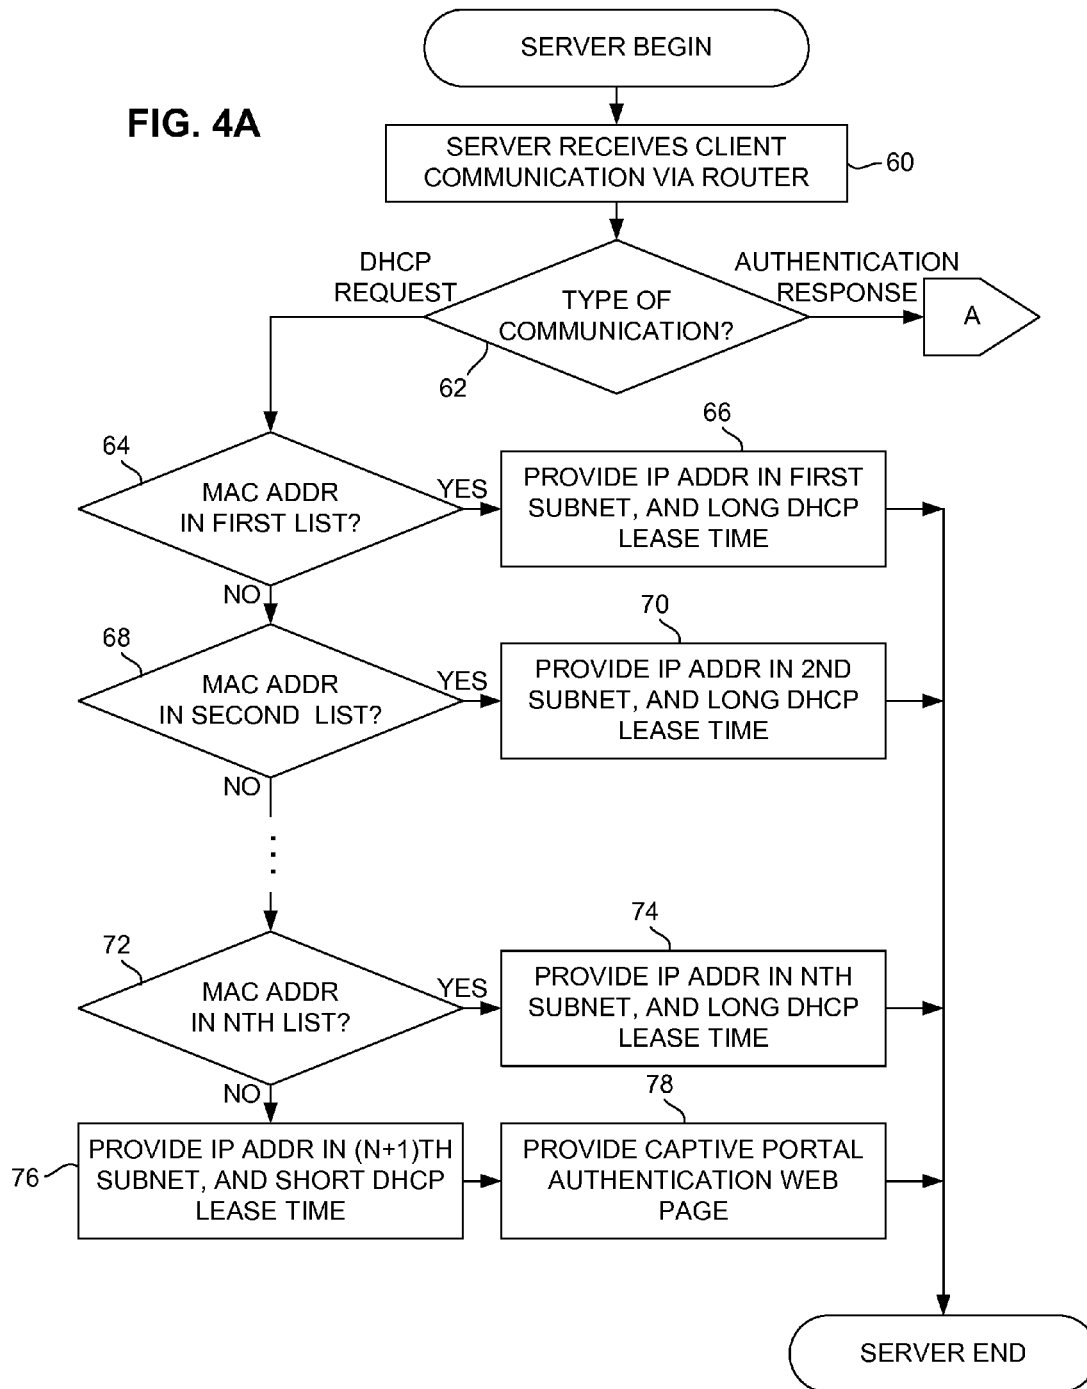 SERVER BEGIN
FIG. 4A
SERVER RECEIVES CLIENT
COMMUNICATION VIA ROUTER
60
DHCP
REQUEST
TYPE OF
COMMUNICATION?
62
AUTHENTICATION
RESPONSE
A
64
MAC ADDR
IN FIRST LIST?
YES
NO
66
PROVIDE IP ADDR IN FIRST
SUBNET, AND LONG DHCP
LEASE TIME
68
MAC ADDR
IN SECOND LIST?
YES
NO
70
PROVIDE IP ADDR IN 2ND
SUBNET, AND LONG DHCP
LEASE TIME
72
MAC ADDR
IN NTH LIST?
YES
NO
74
PROVIDE IP ADDR IN NTH
SUBNET, AND LONG DHCP
LEASE TIME
76
PROVIDE IP ADDR IN (N+1)TH
SUBNET, AND SHORT DHCP
LEASE TIME
78
PROVIDE CAPTIVE PORTAL
AUTHENTICATION WEB
PAGE
SERVER END